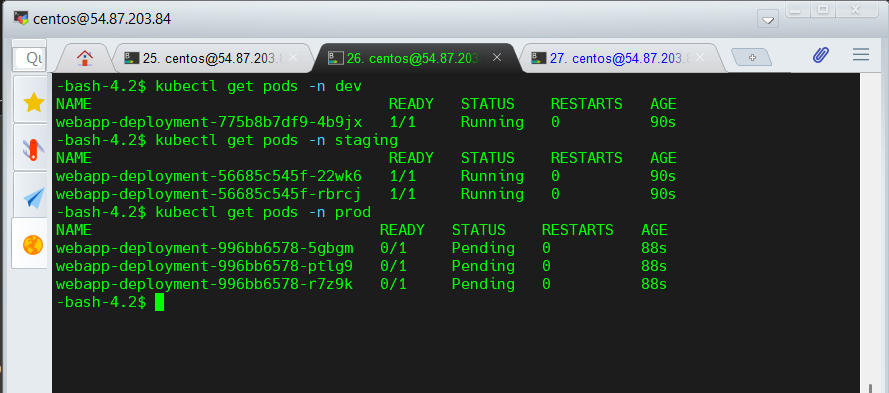 centos@54.87.203.84
Qu
25. centos@54.87.203.8
26. centos@54.87.203
27. centos@54.87.203.8
-bash-4.2$ kubectl get pods -n dev
NAME READY STATUS RESTARTS AGE
webapp-deployment-775b8b7df9-4b9jx 1/1 Running 0 90s
-bash-4.2$ kubectl get pods -n staging
NAME READY STATUS RESTARTS AGE
webapp-deployment-56685c545f-22wk6 1/1 Running 0 90s
webapp-deployment-56685c545f-rbrcj 1/1 Running 0 90s
-bash-4.2$ kubectl get pods -n prod
NAME READY STATUS RESTARTS AGE
webapp-deployment-996bb6578-5gbgm 0/1 Pending 0 88s
webapp-deployment-996bb6578-ptlg9 0/1 Pending 0 88s
webapp-deployment-996bb6578-r7z9k 0/1 Pending 0 88s
-bash-4.2$